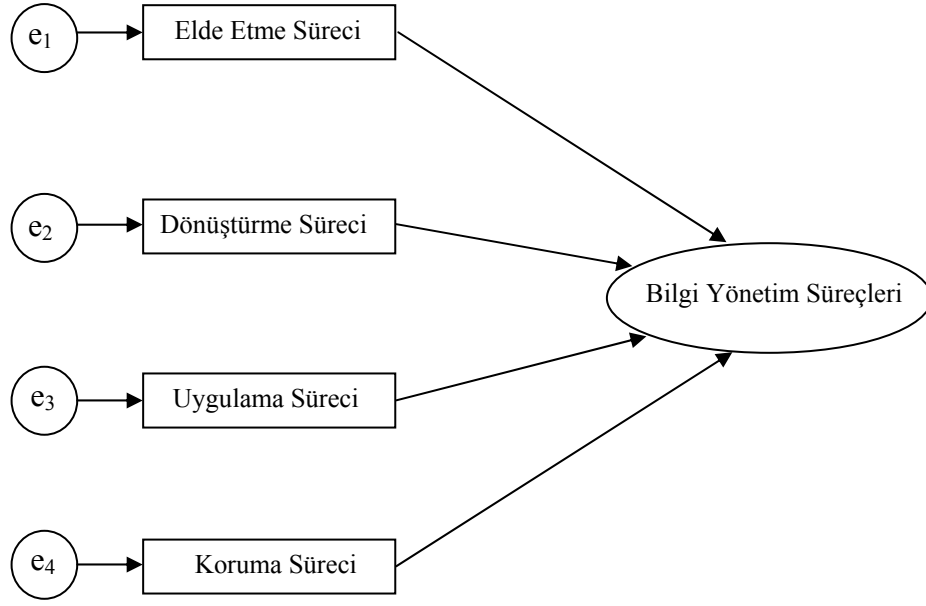 e1
Elde Etme Süreci
e2
Dönüştürme Süreci
Bilgi Yönetim Süreçleri
e3
Uygulama Süreci
e4
Koruma Süreci